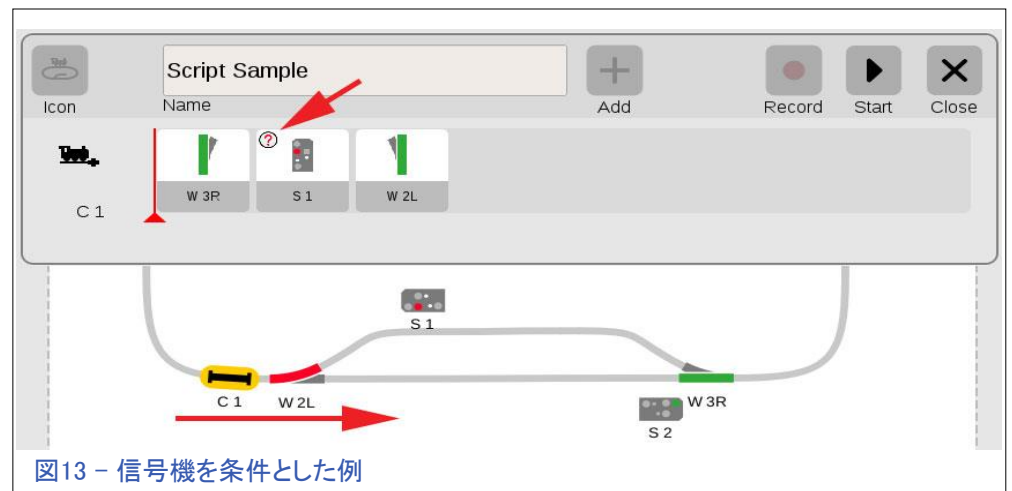 Script Sample
Icon
Name
Add
Record
Start
Close
?
C 1
W 3R
S 1
W 2L
S 1
C 1
W 2L
W 3R
S 2
図13 − 信号機を条件とした例